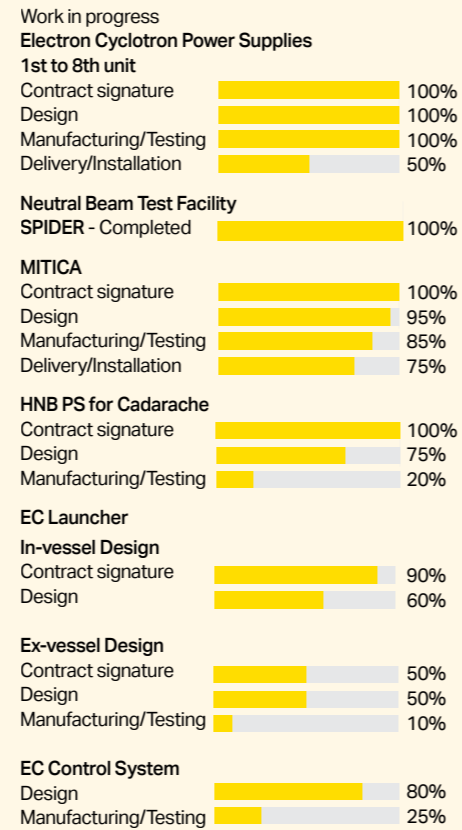 Work in progress
Electron Cyclotron Power Supplies
1st to 8th unit
Contract signature 100%
Design 100%
Manufacturing/Testing 100%
Delivery/Installation 50%
Neutral Beam Test Facility
SPIDER - Completed 100%
MITICA
Contract signature 100%
Design 95%
Manufacturing/Testing 85%
Delivery/Installation 75%
HNB PS for Cadarache
Contract signature 100%
Design 75%
Manufacturing/Testing 20%
EC Launcher
In-vessel Design
Contract signature 90%
Design 60%
Ex-vessel Design
Contract signature 50%
Design 50%
Manufacturing/Testing 10%
EC Control System
Design 80%
Manufacturing/Testing 25%